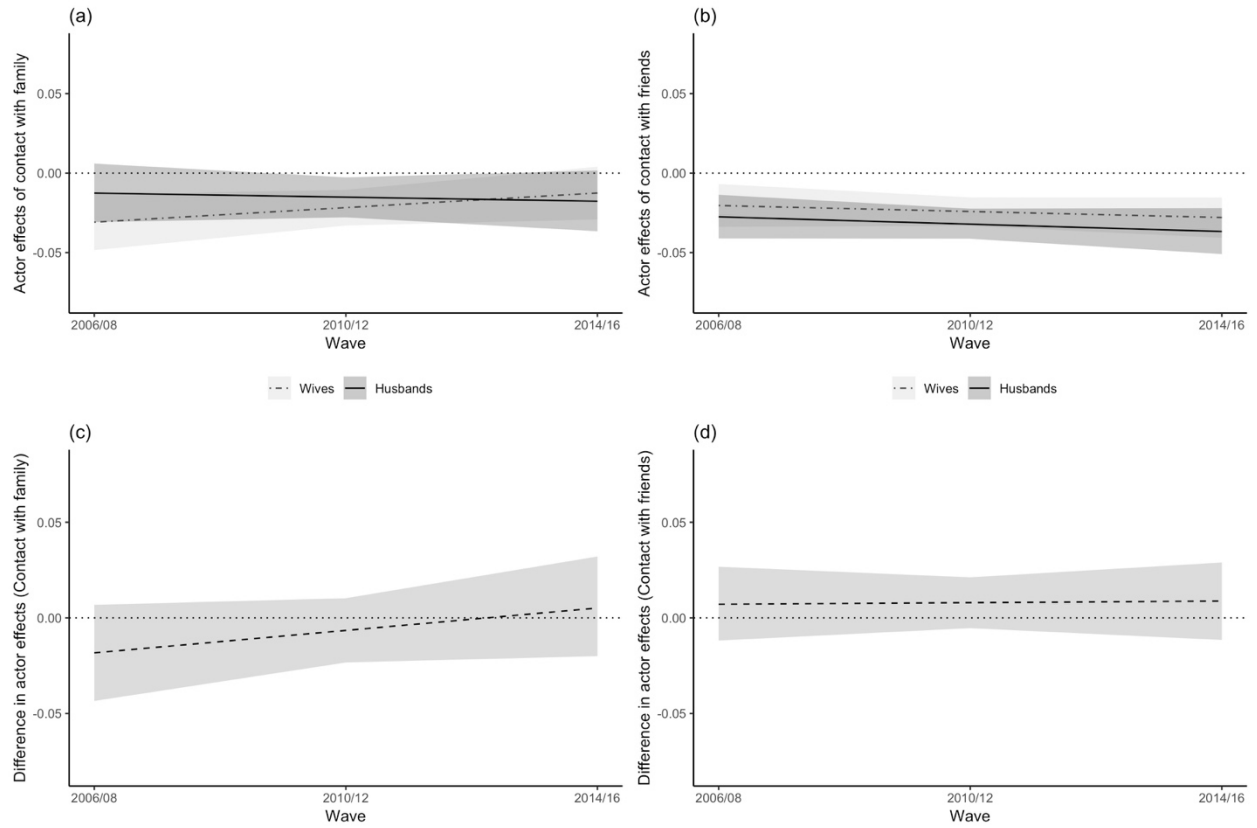 (a)
Actor effects of contact with family
0.05
0.00
-0.05
2006/08
2010/12
2014/16
Wave
Wives
Husbands
(b)
Actor effects of contact with friends
0.05
0.00
-0.05
2006/08
2010/12
2014/16
Wave
Wives
Husbands
(c)
Difference in actor effects (Contact with family)
0.05
0.00
-0.05
2006/08
2010/12
2014/16
Wave
(d)
Difference in actor effects (Contact with friends)
0.05
0.00
-0.05
2006/08
2010/12
2014/16
Wave